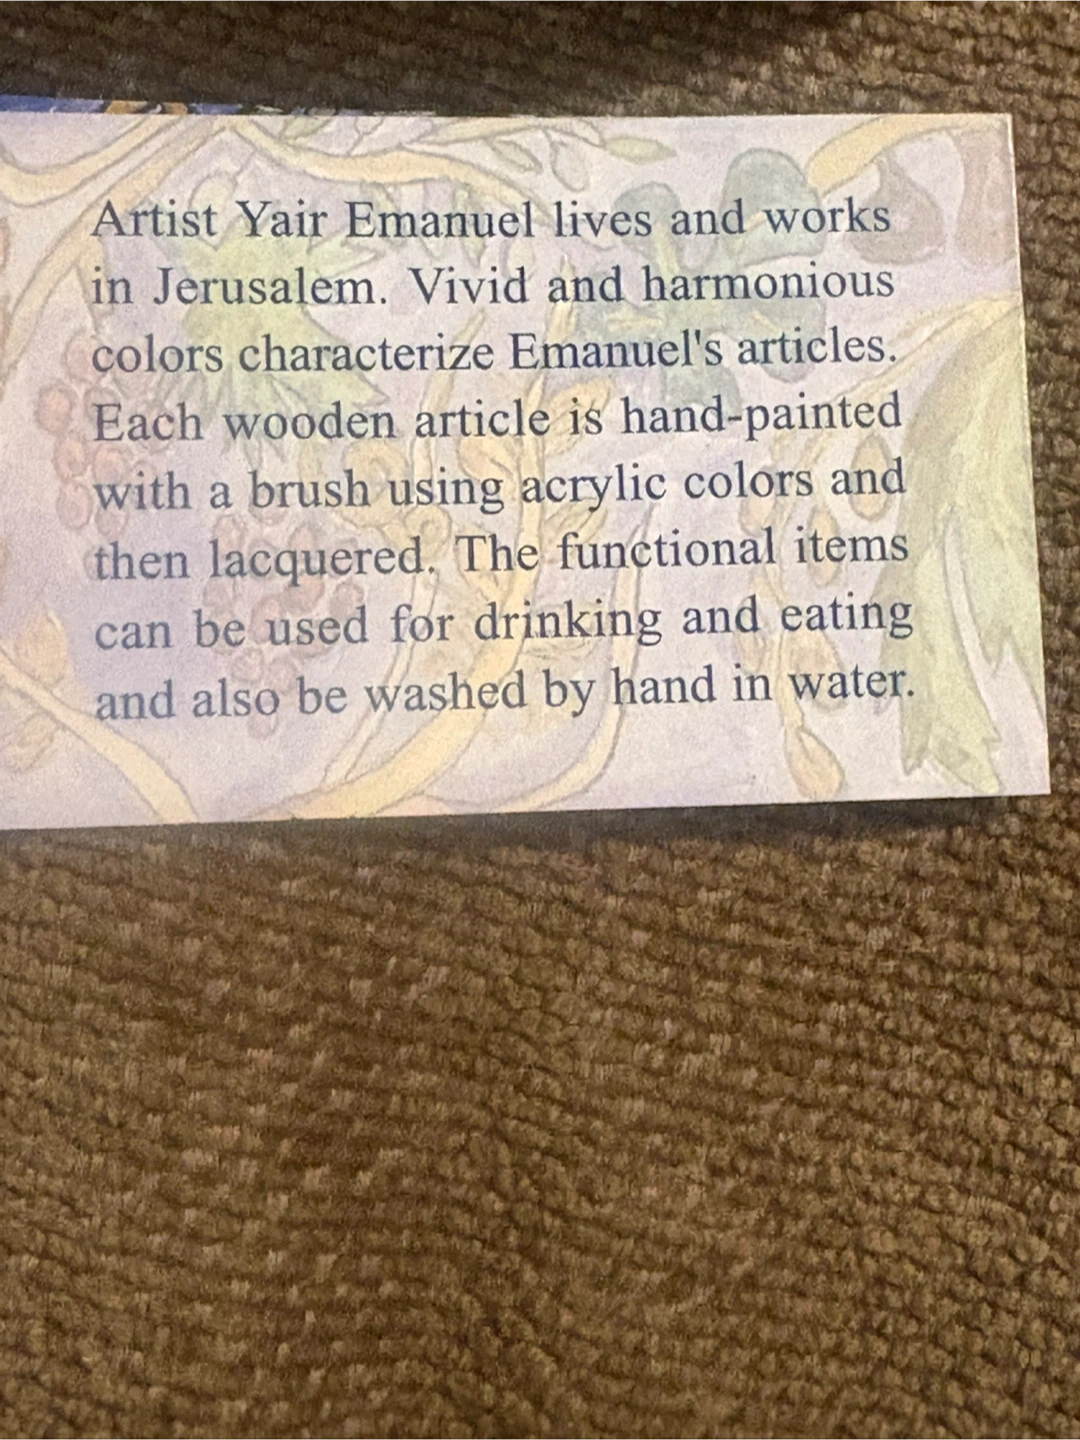 Artist Yair Emanuel lives and works
in Jerusalem. Vivid and harmonious
colors characterize Emanuel's articles.
Each wooden article is hand-painted
with a brush using acrylic colors and
then lacquered. The functional items
can be used for drinking and eating
and also be washed by hand in water.